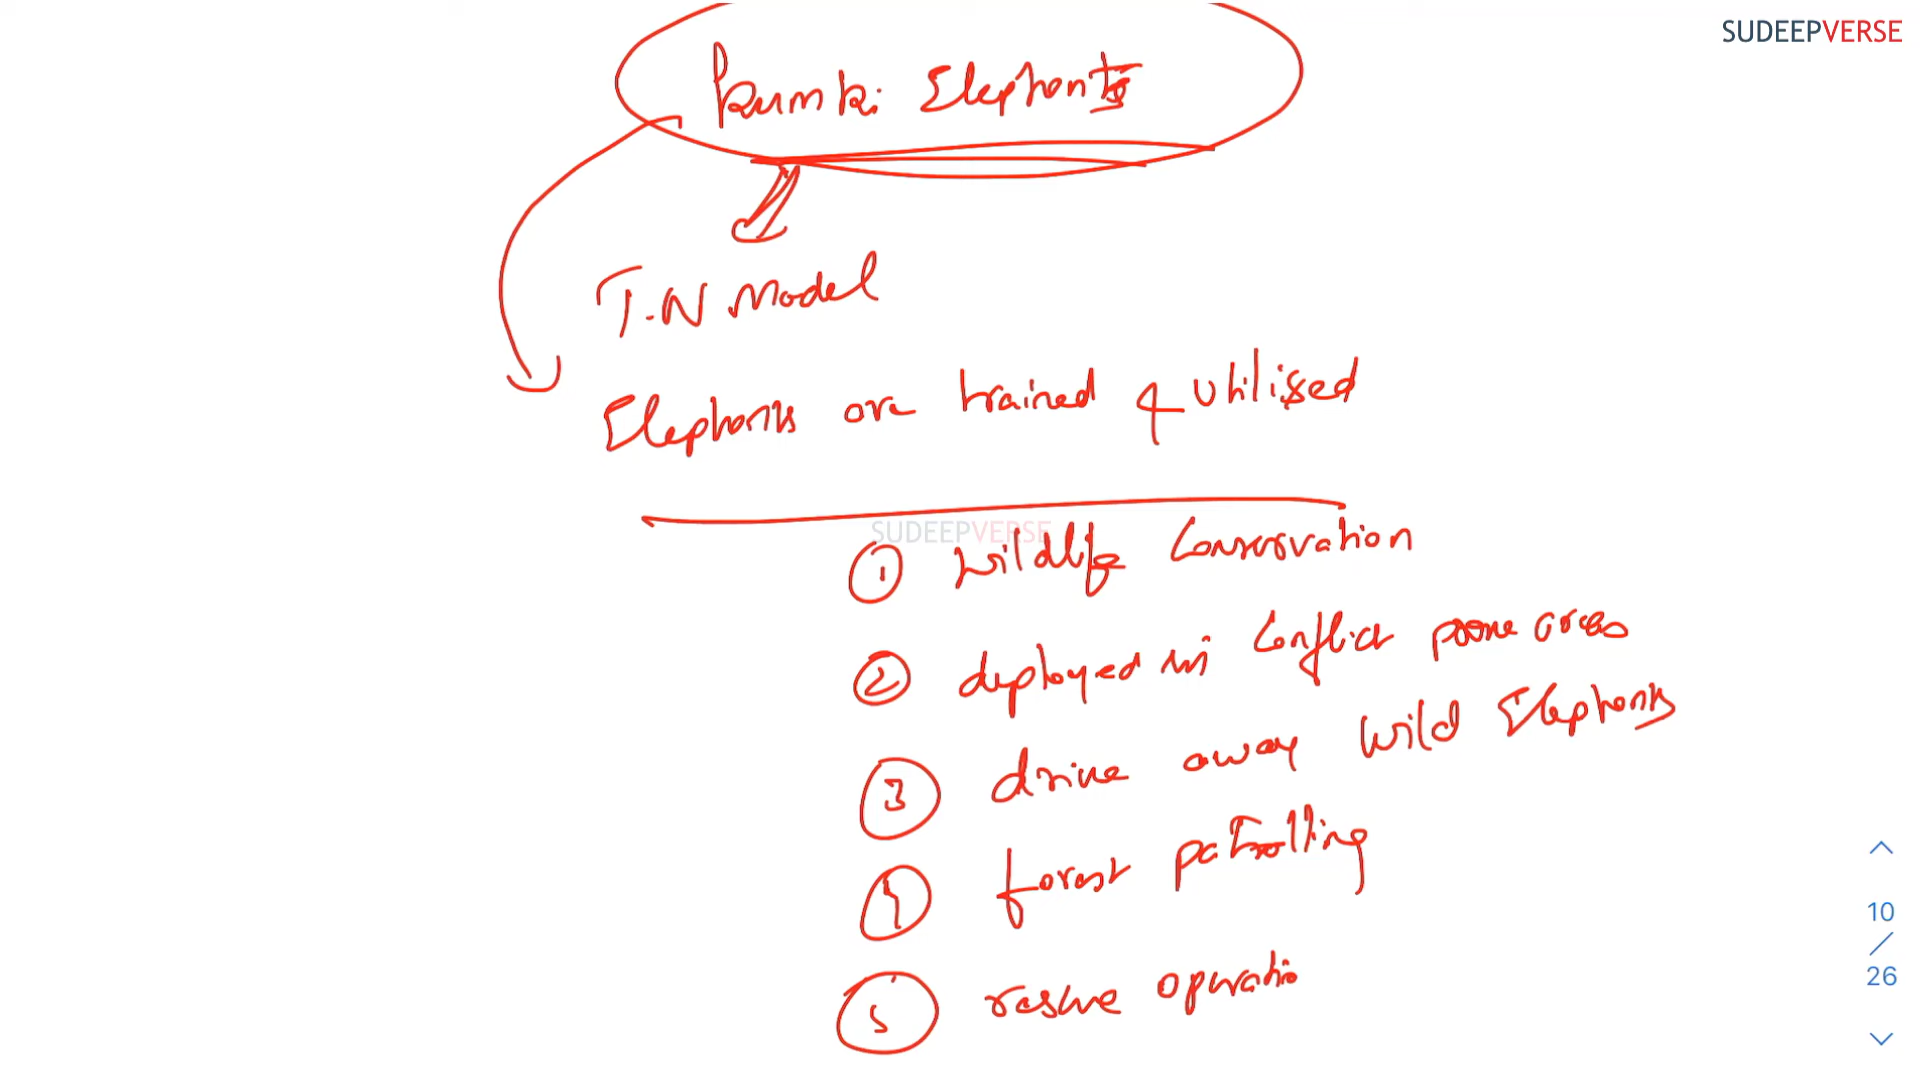 SUDEEPVERSE
Kumki Elephants
T.N Model
Elephants are trained & utilised
SUDEEPVERSE
1 wildlife Conservation
2 deployed in Conflict prone areas
3 drive away wild Elephants
4 forest patrolling
5 rescue operatio
10
/
26